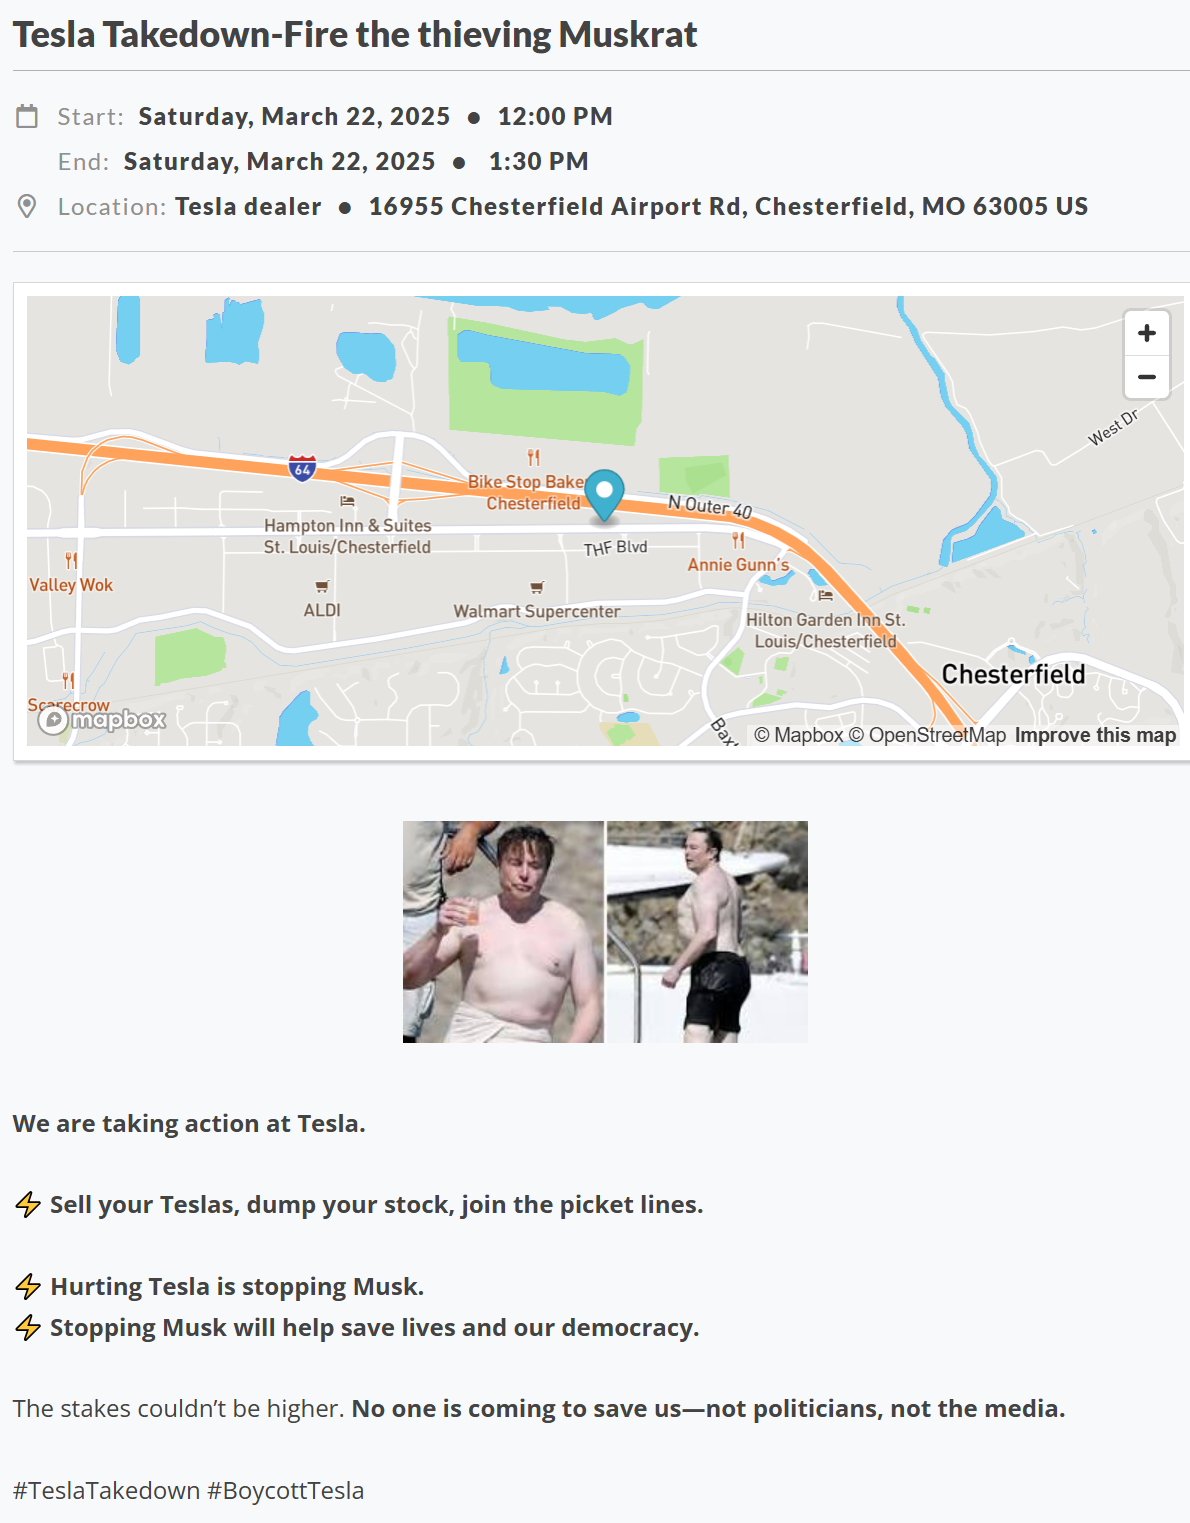 Tesla Takedown-Fire the thieving Muskrat
Start: Saturday, March 22, 2025 ● 12:00 PM
End: Saturday, March 22, 2025 ● 1:30 PM
Location: Tesla dealer ● 16955 Chesterfield Airport Rd, Chesterfield, MO 63005 US
+
−
West Dr
64
Bike Stop Bake
Chesterfield
N Outer 40
Hampton Inn & Suites
St. Louis/Chesterfield
THF Blvd
Annie Gunn's
Valley Wok
ALDI
Walmart Supercenter
Hilton Garden Inn St.
Louis/Chesterfield
Chesterfield
Scarecrow
mapbox
Bax
© Mapbox © OpenStreetMap Improve this map
We are taking action at Tesla.
⚡ Sell your Teslas, dump your stock, join the picket lines.
⚡ Hurting Tesla is stopping Musk.
⚡ Stopping Musk will help save lives and our democracy.
The stakes couldn’t be higher. No one is coming to save us—not politicians, not the media.
#TeslaTakedown #BoycottTesla